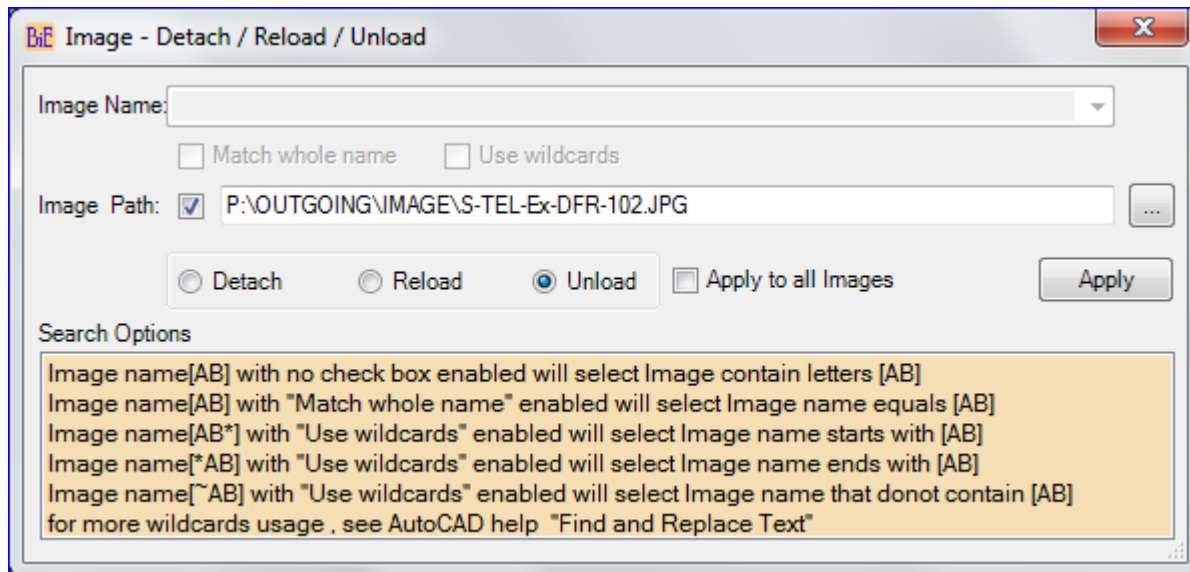 BiE Image - Detach / Reload / Unload
X
Image Name:
Match whole name Use wildcards
Image Path: P:\OUTGOING\IMAGE\S-TEL-Ex-DFR-102.JPG ...
Detach Reload Unload Apply to all Images Apply
Search Options
Image name[AB] with no check box enabled will select Image contain letters [AB]
Image name[AB] with "Match whole name" enabled will select Image name equals [AB]
Image name[AB*] with "Use wildcards" enabled will select Image name starts with [AB]
Image name[*AB] with "Use wildcards" enabled will select Image name ends with [AB]
Image name[~AB] with "Use wildcards" enabled will select Image name that donot contain [AB]
for more wildcards usage , see AutoCAD help "Find and Replace Text"